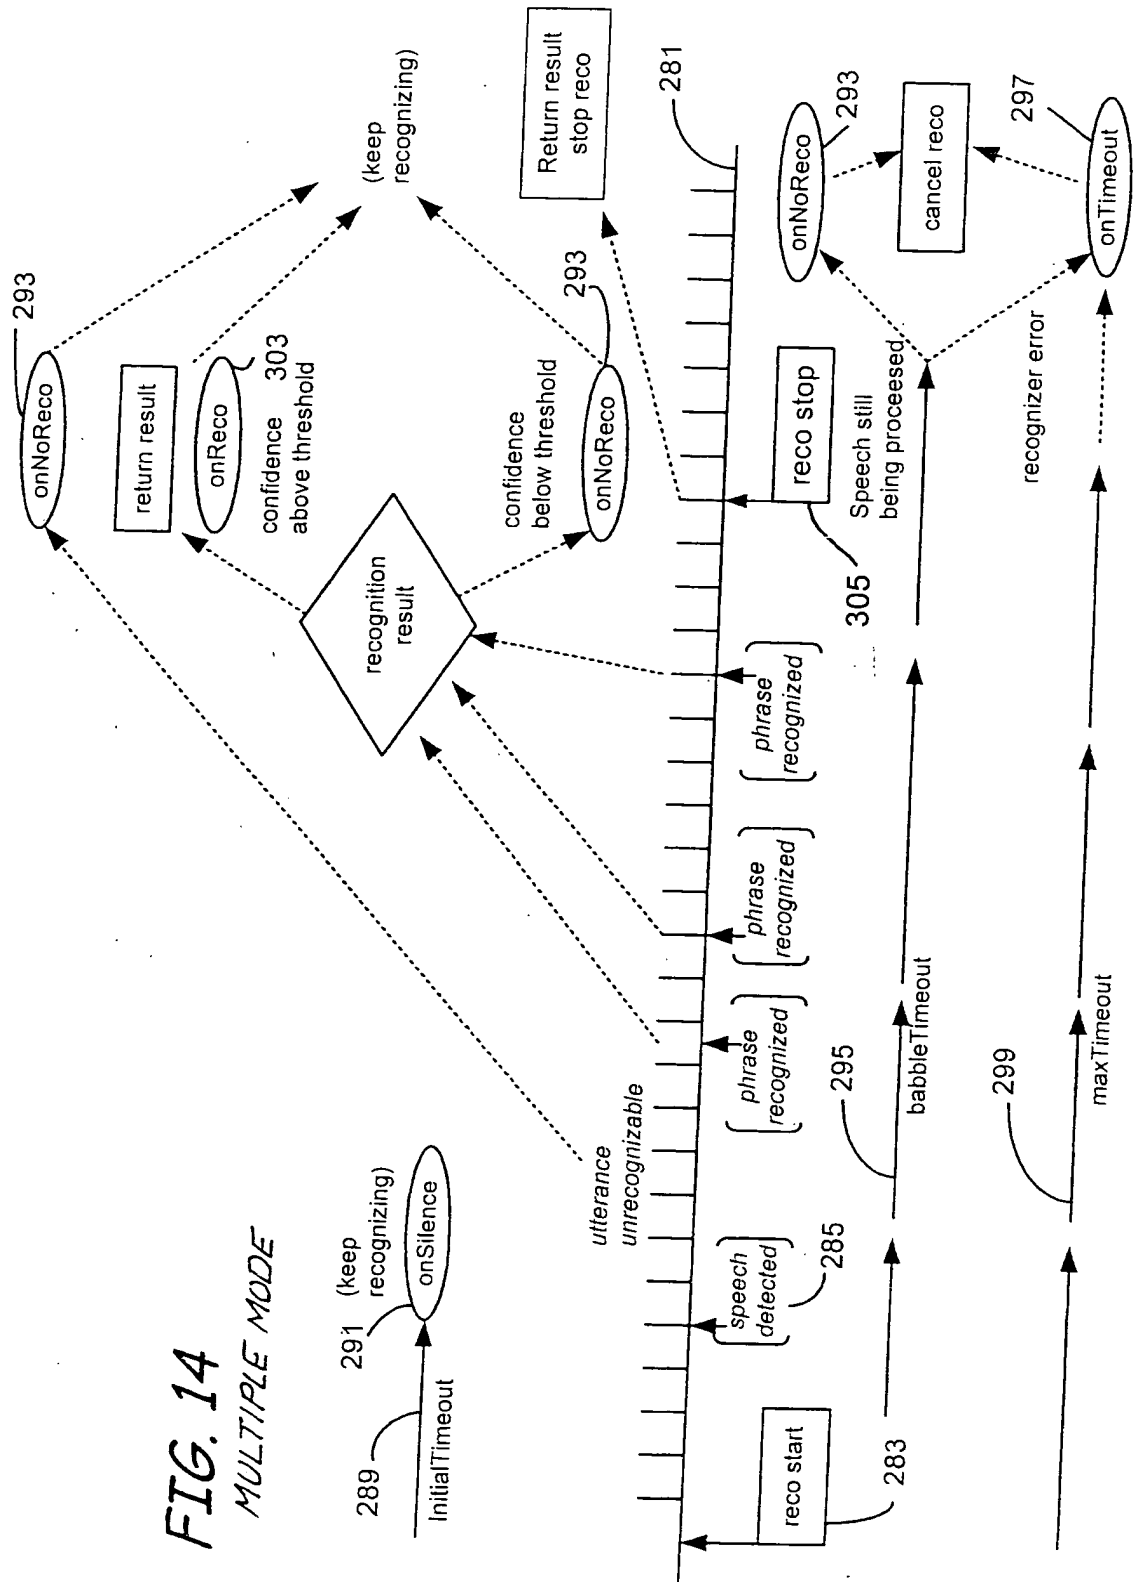 FIG. 14
MULTIPLE MODE
289
InitialTimeout
291
(keep
recognizing)
onSilence
onNoReco
293
return result
onReco
303
confidence
above threshold
recognition
result
confidence
below threshold
onNoReco
293
(keep
recognizing)
Return result
stop reco
281
utterance
unrecognizable
reco start
283
speech
detected
285
phrase
recognized
phrase
recognized
phrase
recognized
reco stop
305
295
babbleTimeout
Speech still
being proceesed
onNoReco
293
cancel reco
onTimeout
297
recognizer error
299
maxTimeout